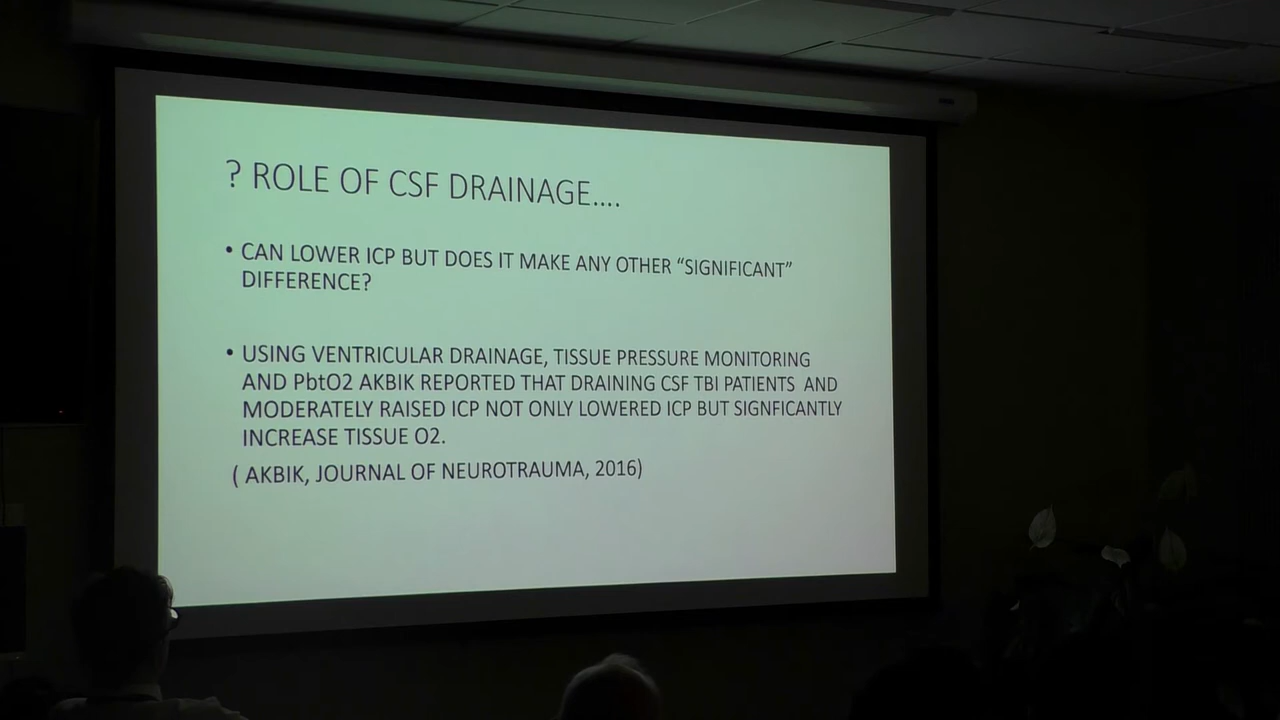 ? ROLE OF CSF DRAINAGE....
• CAN LOWER ICP BUT DOES IT MAKE ANY OTHER “SIGNIFICANT”
DIFFERENCE?
• USING VENTRICULAR DRAINAGE, TISSUE PRESSURE MONITORING
AND PbtO2 AKBIK REPORTED THAT DRAINING CSF TBI PATIENTS AND
MODERATELY RAISED ICP NOT ONLY LOWERED ICP BUT SIGNFICANTLY
INCREASE TISSUE O2.
( AKBIK, JOURNAL OF NEUROTRAUMA, 2016)